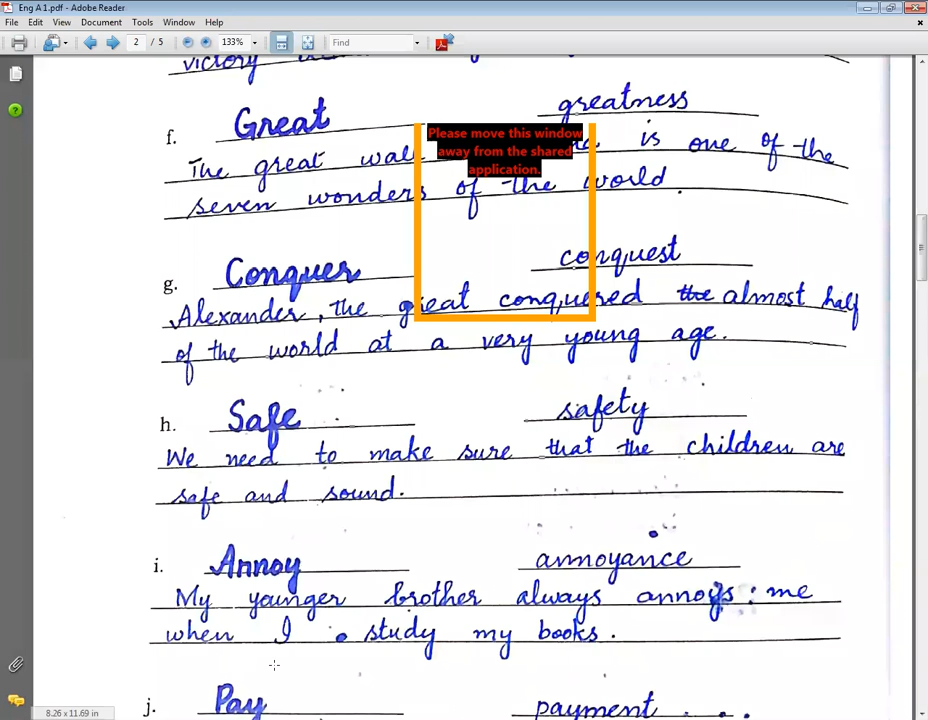 Eng A 1.pdf - Adobe Reader
File Edit View Document Tools Window Help
2 / 5 133% Find
victory
f. Great greatness
Please move this window
away from the shared
application.
The great wall is one of the
seven wonders of the world.
g. Conquer conquest
Alexander, the great conquered the almost half
of the world at a very young age.
h. Safe safety
We need to make sure that the children are
safe and sound.
i. Annoy annoyance
My younger brother always annoys me
when I study my books.
j. Pay payment
8.26 x 11.69 in